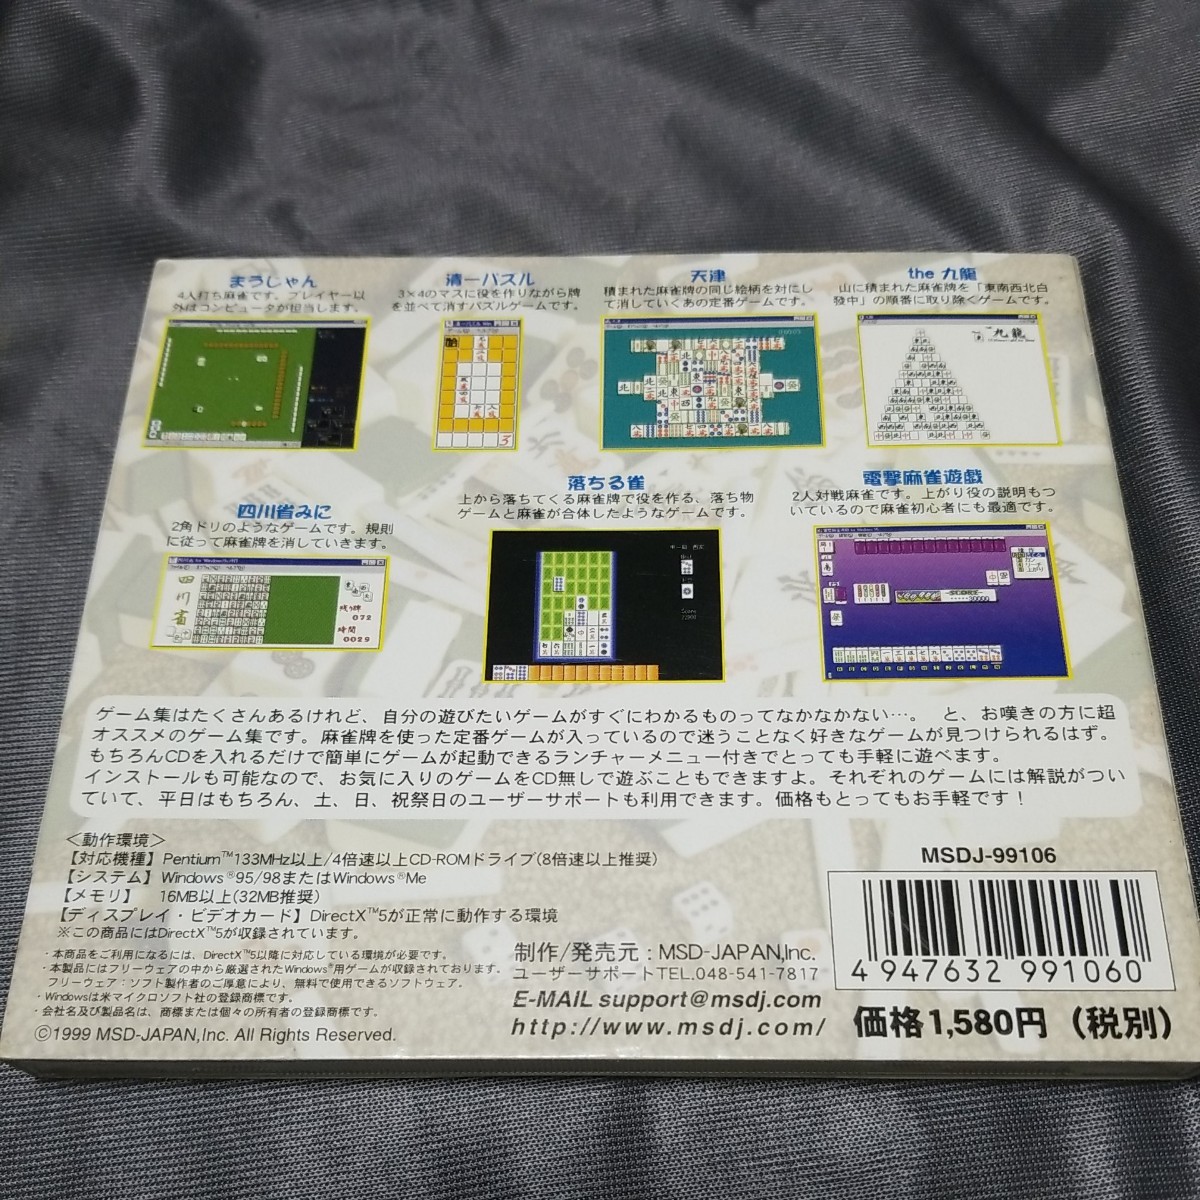 まうじゃん
4人打ち麻雀です。プレイヤー以
外はコンピュータが担当します。
清一パズル
3×4のマスに役を作りながら牌
を並べて消すパズルゲームです。
天津
積まれた麻雀牌の同じ絵柄を対にし
て消していくあの定番ゲームです。
the 九龍
山に積まれた麻雀牌を「東南西北白
發中」の順番に取り除くゲームです。
九龍
四川省みに
2角ドリのようなゲームです。規則
に従って麻雀牌を消していきます。
四川省
残り牌
072
時間
0029
落ちる雀
上から落ちてくる麻雀牌で役を作る、落ち物
ゲームと麻雀が合体したようなゲームです。
電撃麻雀遊戯
2人対戦麻雀です。上がり役の説明もつ
いているので麻雀初心者にも最適です。
ゲーム集はたくさんあるけれど、自分の遊びたいゲームがすぐにわかるものってなかなかない…。 と、お嘆きの方に超
オススメのゲーム集です。麻雀牌を使った定番ゲームが入っているので迷うことなく好きなゲームが見つけられるはず。
もちろんCDを入れるだけで簡単にゲームが起動できるランチャーメニュー付きでとっても手軽に遊べます。
インストールも可能なので、お気に入りのゲームをCD無しで遊ぶこともできますよ。それぞれのゲームには解説がつい
ていて、平日はもちろん、土、日、祝祭日のユーザーサポートも利用できます。価格もとってもお手軽です！
＜動作環境＞
【対応機種】Pentium™133MHz以上/4倍速以上CD-ROMドライブ(8倍速以上推奨)
【システム】Windows®95/98またはWindows®Me
【メモリ】 16MB以上(32MB推奨)
【ディスプレイ・ビデオカード】DirectX™5が正常に動作する環境
※この商品にはDirectX™5が収録されています。
・本商品をご利用になるには、DirectX™5以降に対応している環境が必要です。
・本製品にはフリーウェアの中から厳選されたWindows®用ゲームが収録されております。
フリーウェア：ソフト製作者のご厚意により、無料で使用できるソフトウェア。
・Windowsは米マイクロソフト社の登録商標です。
・会社名及び製品名は、商標または個々の所有者の登録商標です。
©1999 MSD-JAPAN,Inc. All Rights Reserved.
制作/発売元：MSD-JAPAN,Inc.
ユーザーサポートTEL.048-541-7817
E-MAIL support@msdj.com
http://www.msdj.com/
MSDJ-99106
4 947632 991060
価格1,580円（税別）